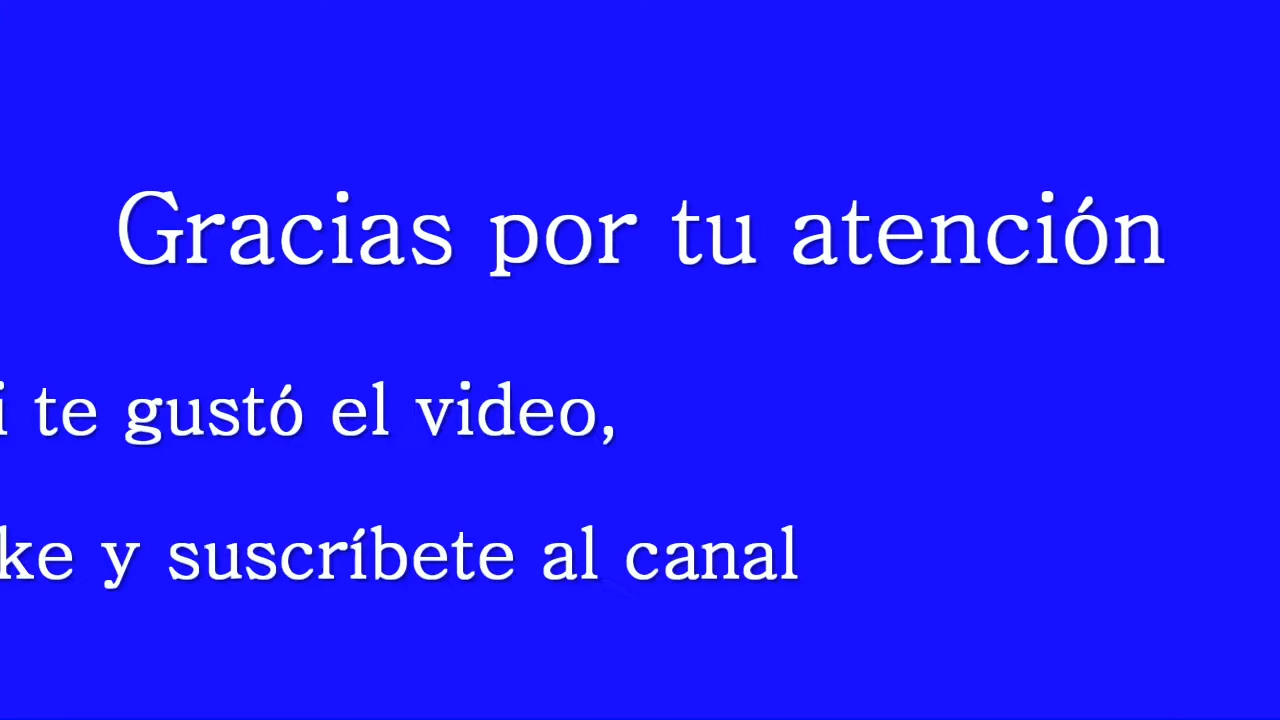 Gracias por tu atención
i te gustó el video,
ke y suscríbete al canal